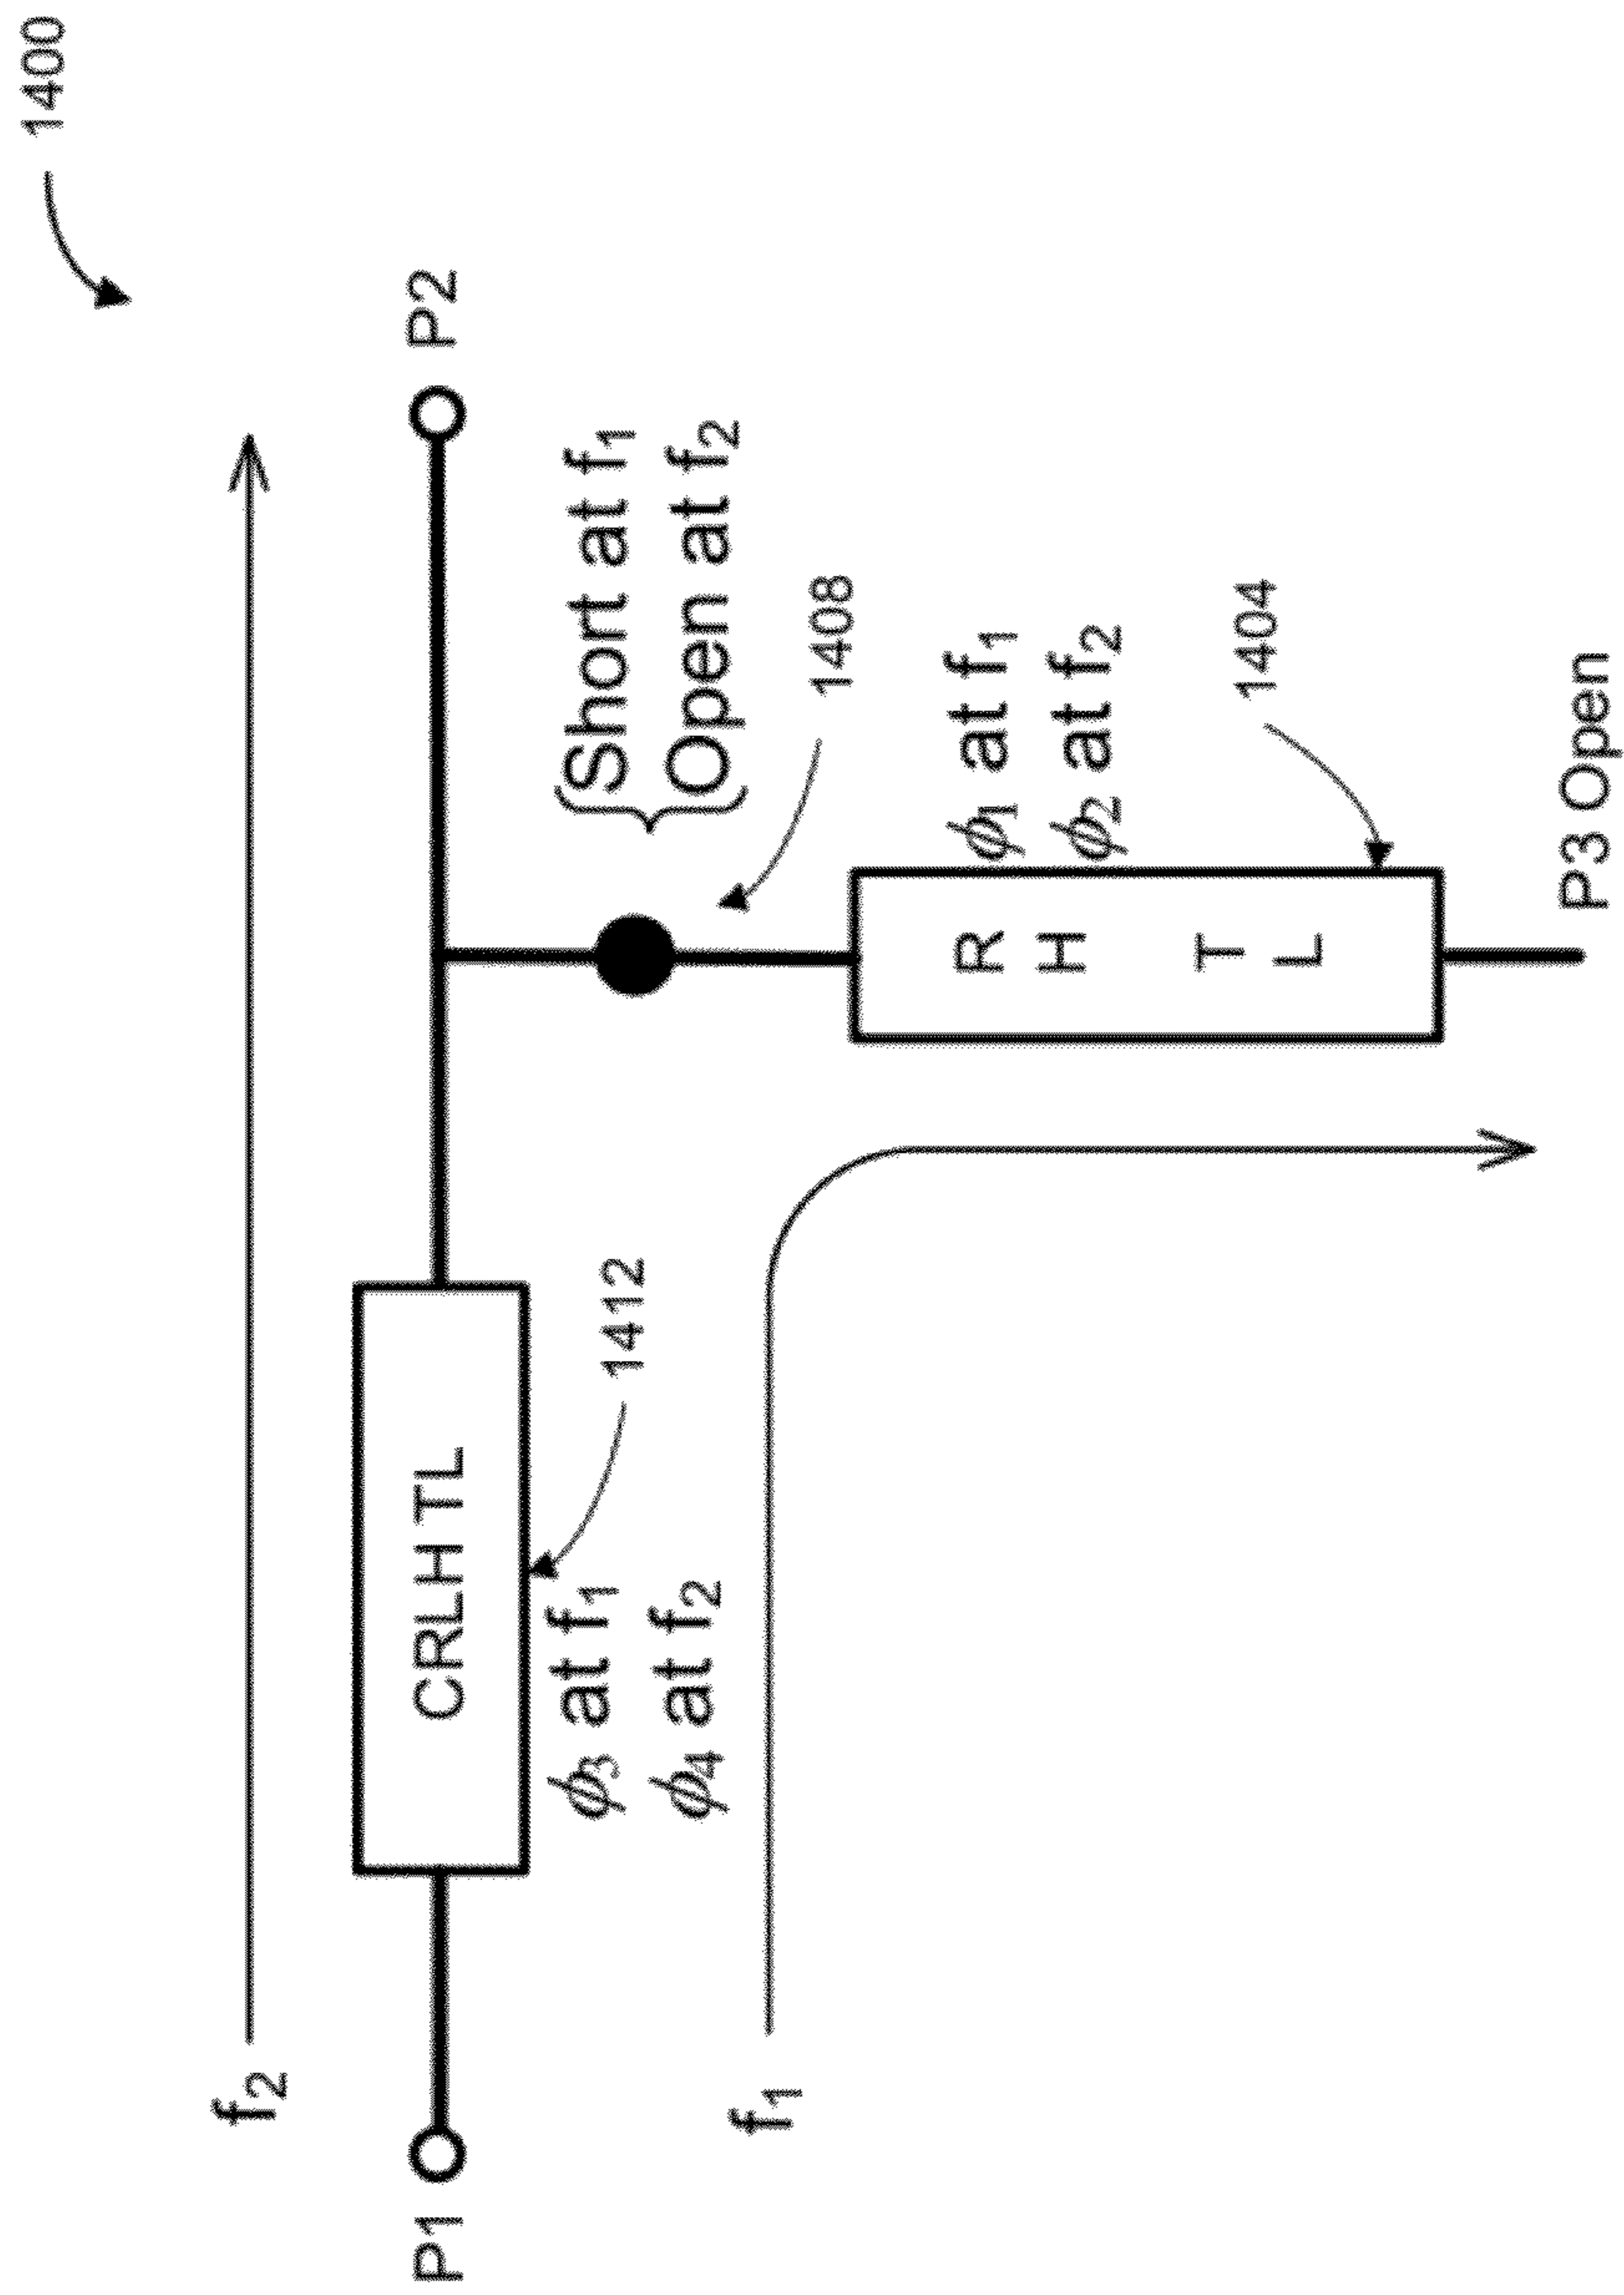 1400
f2
P1
CRLH TL
P2
ϕ3 at f1
ϕ4 at f2
1412
Short at f1
Open at f2
1408
f1
R
H
T
L
ϕ1 at f1
ϕ2 at f2
1404
P3 Open